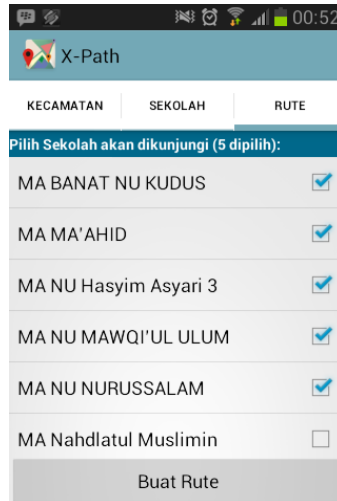 00:52
X-Path
KECAMATAN SEKOLAH RUTE
Pilih Sekolah akan dikunjungi (5 dipilih):
MA BANAT NU KUDUS
MA MA'AHID
MA NU Hasyim Asyari 3
MA NU MAWQI'UL ULUM
MA NU NURUSSALAM
MA Nahdlatul Muslimin
Buat Rute